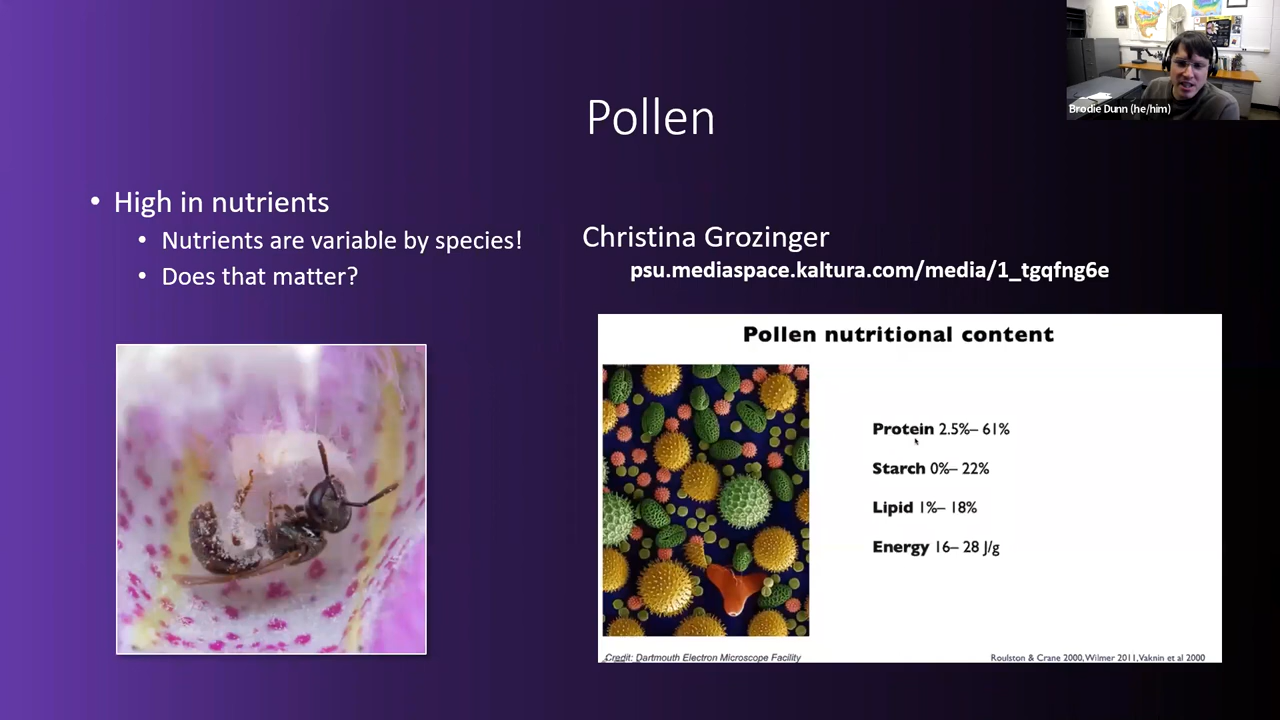 Pollen
Brodie Dunn (he/him)
• High in nutrients
• Nutrients are variable by species!
• Does that matter?
Christina Grozinger
psu.mediaspace.kaltura.com/media/1_tgqfng6e
Pollen nutritional content
Protein 2.5%– 61%
Starch 0%– 22%
Lipid 1%– 18%
Energy 16– 28 J/g
Credit: Dartmouth Electron Microscope Facility
Roulston & Crane 2000, Wilmer 2011, Vaknin et al 2000